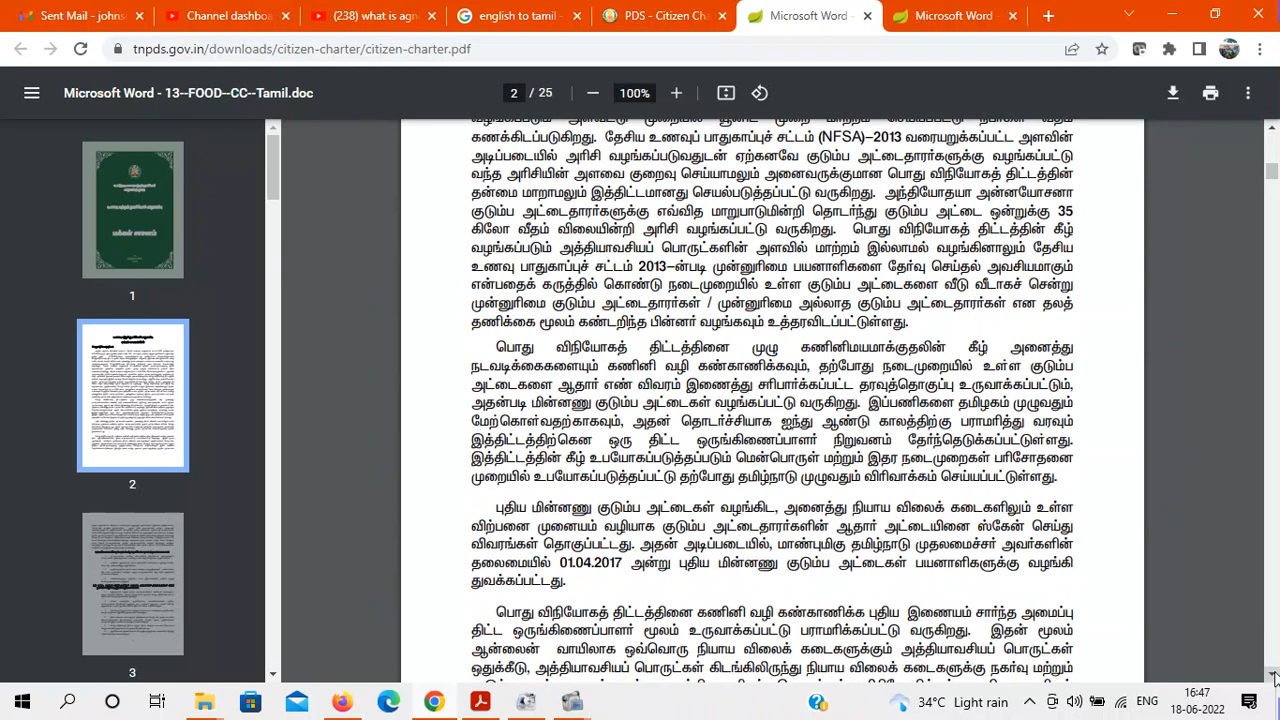 Sent Mail - johns
Channel dashboa
(238) what is agn
english to tamil -
PDS - Citizen Cha
Microsoft Word -
Microsoft Word -
tnpds.gov.in/downloads/citizen-charter/citizen-charter.pdf
Microsoft Word - 13--FOOD--CC--Tamil.doc
2 / 25
100%
கணக்கிடப்படுகிறது. தேசிய உணவுப் பாதுகாப்புச் சட்டம் (NFSA)–2013 வரையறுக்கப்பட்ட அளவின்
அடிப்படையில் அரிசி வழங்கப்படுவதுடன் ஏற்கனவே குடும்ப அட்டைதாரர்களுக்கு வழங்கப்பட்டு
வந்த அரிசியின் அளவை குறைவு செய்யாமலும் அனைவருக்குமான பொது விநியோகத் திட்டத்தின்
தன்மை மாறாமலும் இத்திட்டமானது செயல்படுத்தப்பட்டு வருகிறது. அந்தியோதயா அன்னயோசனா
குடும்ப அட்டைதாரர்களுக்கு எவ்வித மாறுபாடுமின்றி தொடர்ந்து குடும்ப அட்டை ஒன்றுக்கு 35
கிலோ வீதம் விலையின்றி அரிசி வழங்கப்பட்டு வருகிறது. பொது விநியோகத் திட்டத்தின் கீழ்
வழங்கப்படும் அத்தியாவசியப் பொருட்களின் அளவில் மாற்றம் இல்லாமல் வழங்கினாலும் தேசிய
உணவு பாதுகாப்புச் சட்டம் 2013–ன்படி முன்னுரிமை பயனாளிகளை தேர்வு செய்தல் அவசியமாகும்
என்பதைக் கருத்தில் கொண்டு நடைமுறையில் உள்ள குடும்ப அட்டைகளை வீடு வீடாகச் சென்று
முன்னுரிமை குடும்ப அட்டைதாரர்கள் / முன்னுரிமை அல்லாத குடும்ப அட்டைதாரர்கள் என தலத்
தணிக்கை மூலம் கண்டறிந்த பின்னர் வழங்கவும் உத்தரவிடப்பட்டுள்ளது.
பொது விநியோகத் திட்டத்தினை முழு கணினிமயமாக்குதலின் கீழ் அனைத்து
நடவடிக்கைகளையும் கணினி வழி கண்காணிக்கவும், தற்போது நடைமுறையில் உள்ள குடும்ப
அட்டைகளை ஆதார் எண் விவரம் இணைத்து சரிபார்க்கப்பட்ட தரவுத்தொகுப்பு உருவாக்கப்பட்டும்,
அதன்படி மின்னணு குடும்ப அட்டைகள் வழங்கப்பட்டு வருகிறது. இப்பணிகளை தமிழகம் முழுவதும்
மேற்கொள்வதற்காகவும், அதன் தொடர்ச்சியாக ஐந்து ஆண்டு காலத்திற்கு பராமரித்து வரவும்
இத்திட்டத்திற்கென ஒரு திட்ட ஒருங்கிணைப்பாளர் நிறுவனம் தேர்ந்தெடுக்கப்பட்டுள்ளது.
இத்திட்டத்தின் கீழ் உபயோகப்படுத்தப்படும் மென்பொருள் மற்றும் இதர நடைமுறைகள் பரிசோதனை
முறையில் உபயோகப்படுத்தப்பட்டு தற்போது தமிழ்நாடு முழுவதும் விரிவாக்கம் செய்யப்பட்டுள்ளது.
புதிய மின்னணு குடும்ப அட்டைகள் வழங்கிட, அனைத்து நியாய விலைக் கடைகளிலும் உள்ள
விற்பனை முனையம் வழியாக குடும்ப அட்டைதாரர்களின் ஆதார் அட்டையினை ஸ்கேன் செய்து
விவரங்கள் தொகுப்பட்டது. அதன் அடிப்படையில், மாண்புமிகு தமிழ்நாடு முதலமைச்சர் அவர்களின்
தலைமையில் 01.04.2017 அன்று புதிய மின்னணு குடும்ப அட்டைகள் பயனாளிகளுக்கு வழங்கி
துவக்கப்பட்டது.
பொது விநியோகத் திட்டத்தினை கணினி வழி கண்காணிக்க புதிய இணையம் சார்ந்த அமைப்பு
திட்ட ஒருங்கிணைப்பாளர் மூலம் உருவாக்கப்பட்டு பராமரிக்கப்பட்டு வருகிறது. இதன் மூலம்
ஆன்லைன் வாயிலாக ஒவ்வொரு நியாய விலைக் கடைகளுக்கும் அத்தியாவசியப் பொருட்கள்
ஒதுக்கீடு, அத்தியாவசியப் பொருட்கள் கிடங்கிலிருந்து நியாய விலைக் கடைகளுக்கு நகர்வு மற்றும்
1
2
3
34°C Light rain
ENG
16:47
18-06-2022